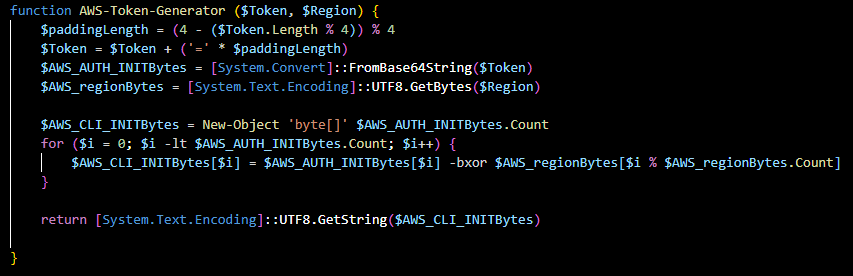 function AWS-Token-Generator ($Token, $Region) {
$paddingLength = (4 - ($Token.Length % 4)) % 4
$Token = $Token + ('=' * $paddingLength)
$AWS_AUTH_INITBytes = [System.Convert]::FromBase64String($Token)
$AWS_regionBytes = [System.Text.Encoding]::UTF8.GetBytes($Region)
$AWS_CLI_INITBytes = New-Object 'byte[]' $AWS_AUTH_INITBytes.Count
for ($i = 0; $i -lt $AWS_AUTH_INITBytes.Count; $i++) {
$AWS_CLI_INITBytes[$i] = $AWS_AUTH_INITBytes[$i] -bxor $AWS_regionBytes[$i % $AWS_regionBytes.Count]
}
return [System.Text.Encoding]::UTF8.GetString($AWS_CLI_INITBytes)
}